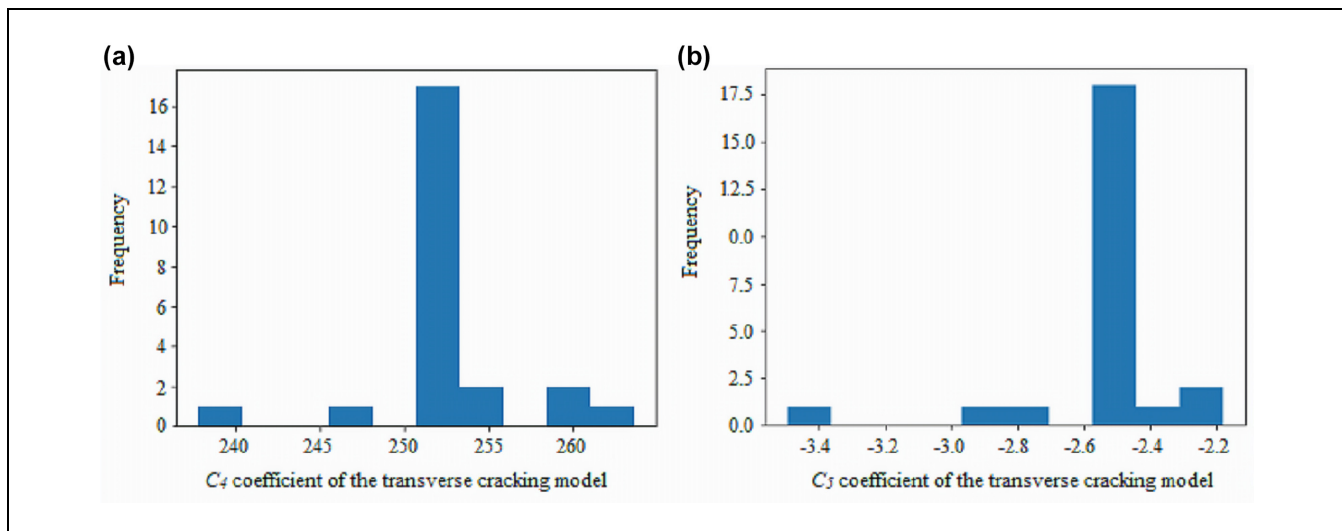 (a)
16
14
12
10
8
6
4
2
0
Frequency
240 245 250 255 260
C4 coefficient of the transverse cracking model
(b)
17.5
15.0
12.5
0.0
7.5
5.0
2.5
0.0
Frequency
-3.4 -3.2 -3.0 -2.8 -2.6 -2.4 -2.2
C5 coefficient of the transverse cracking model